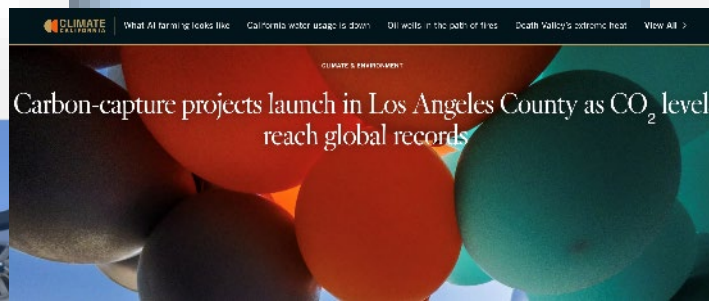 CLIMATE
CALIFORNIA
What AI farming looks like
California water usage is down
Oil wells in the path of fires
Death Valley's extreme heat
View All >
CLIMATE & ENVIRONMENT
Carbon-capture projects launch in Los Angeles County as CO₂ level
reach global records